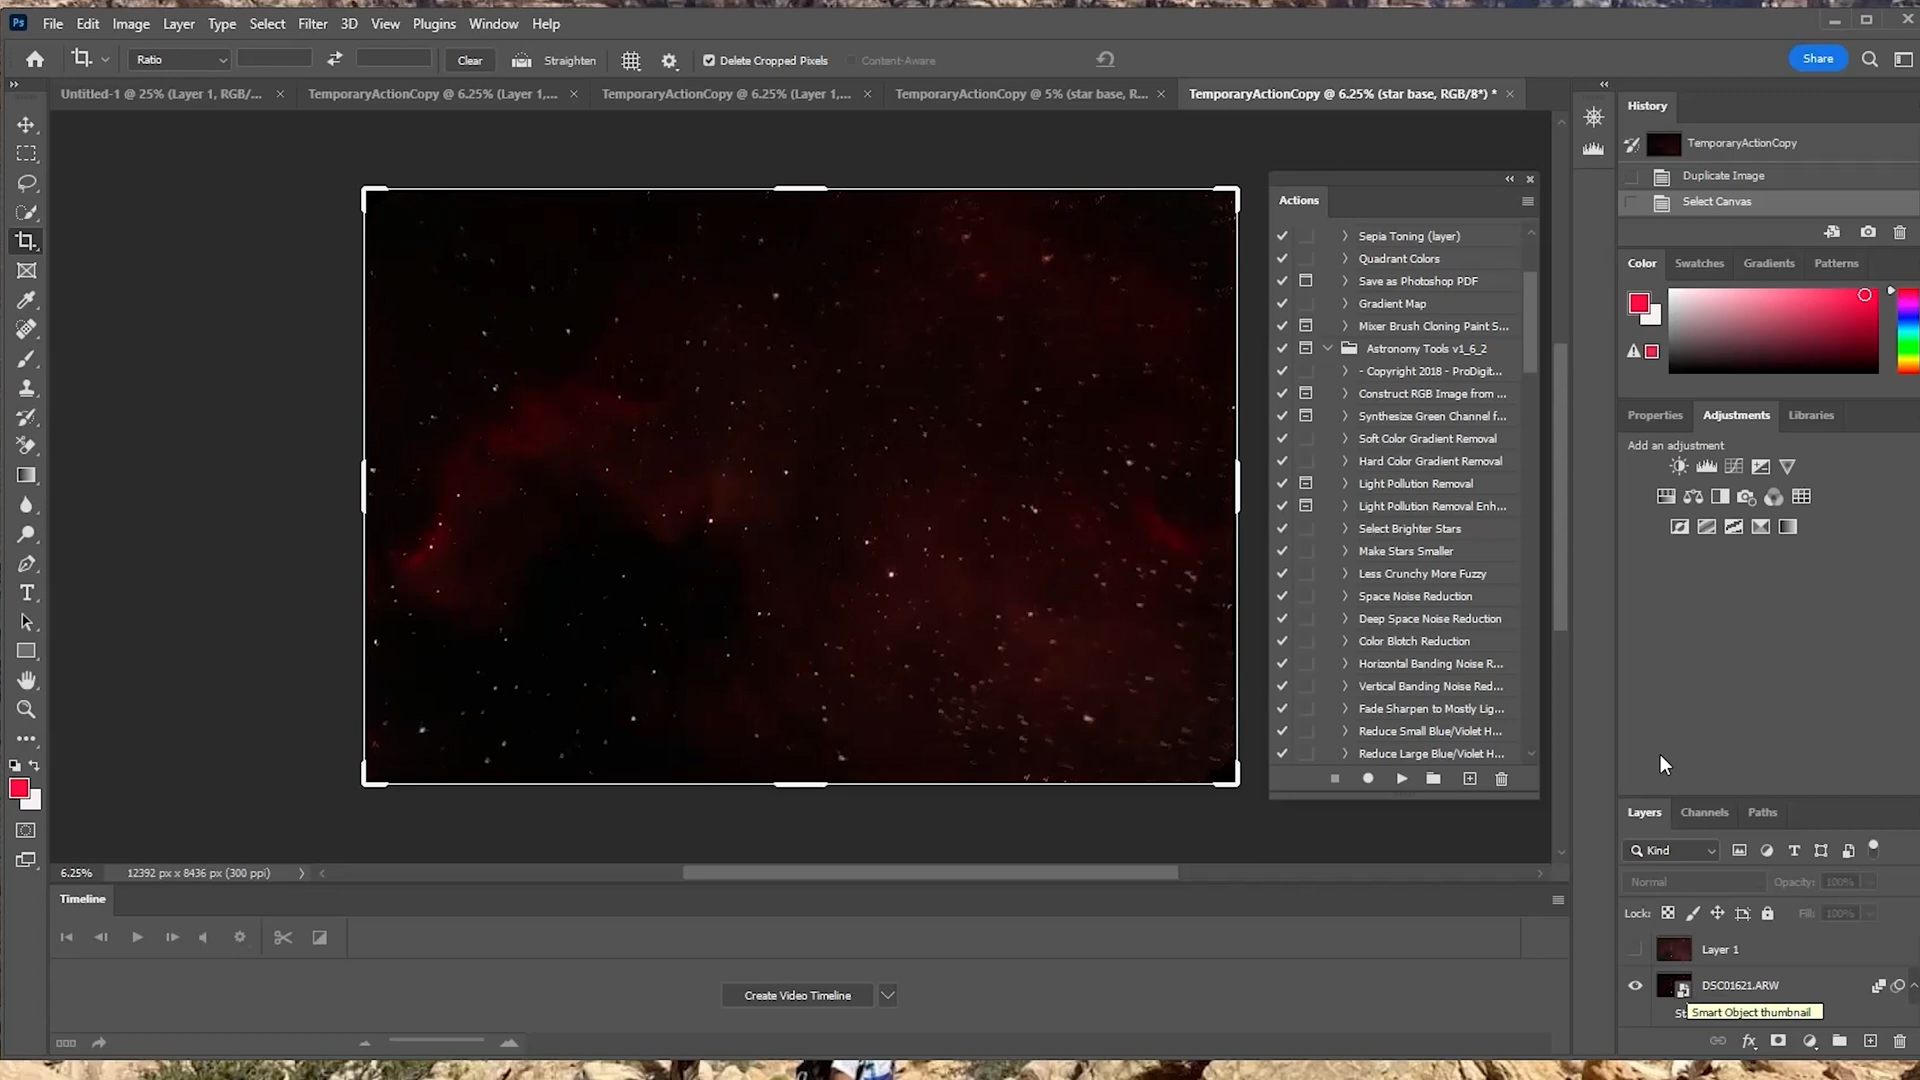 Ps File Edit Image Layer Type Select Filter 3D View Plugins Window Help
Ratio Clear Straighten Delete Cropped Pixels Content-Aware Share
Untitled-1 @ 25% (Layer 1, RGB/... TemporaryActionCopy @ 6.25% (Layer 1,... TemporaryActionCopy @ 6.25% (Layer 1,... TemporaryActionCopy @ 5% (star base, R... TemporaryActionCopy @ 6.25% (star base, RGB/8*) *
Actions
Sepia Toning (layer)
Quadrant Colors
Save as Photoshop PDF
Gradient Map
Mixer Brush Cloning Paint S...
Astronomy Tools v1_6_2
- Copyright 2018 - ProDigit...
Construct RGB Image from ...
Synthesize Green Channel f...
Soft Color Gradient Removal
Hard Color Gradient Removal
Light Pollution Removal
Light Pollution Removal Enh...
Select Brighter Stars
Make Stars Smaller
Less Crunchy More Fuzzy
Space Noise Reduction
Deep Space Noise Reduction
Color Blotch Reduction
Horizontal Banding Noise R...
Vertical Banding Noise Red...
Fade Sharpen to Mostly Lig...
Reduce Small Blue/Violet H...
Reduce Large Blue/Violet H...
History
TemporaryActionCopy
Duplicate Image
Select Canvas
Color Swatches Gradients Patterns
Properties Adjustments Libraries
Add an adjustment
Layers Channels Paths
Kind
Normal Opacity: 100%
Lock: Fill: 100%
Layer 1
DSC01621.ARW
Smart Object thumbnail
6.25% 12392 px x 8436 px (300 ppi)
Timeline
Create Video Timeline